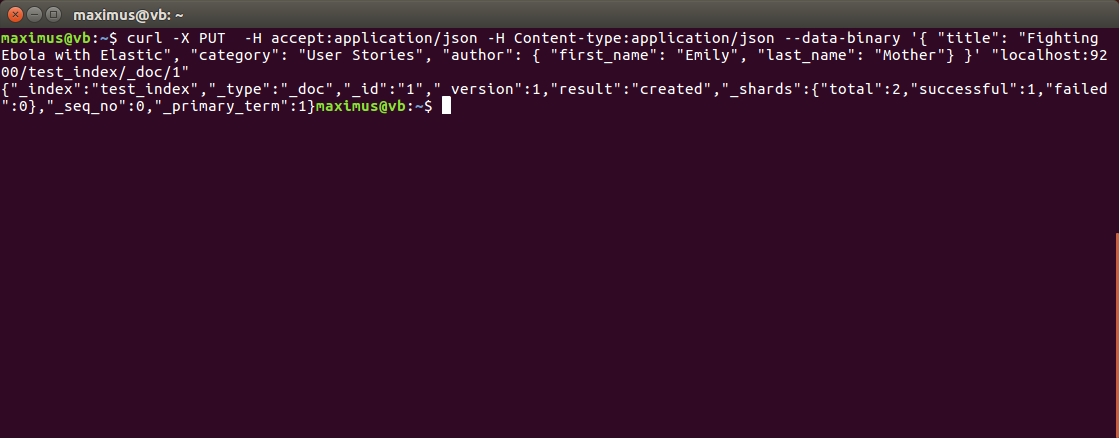 maximus@vb: ~
maximus@vb:~$ curl -X PUT  -H accept:application/json -H Content-type:application/json --data-binary '{ "title": "Fighting
Ebola with Elastic", "category": "User Stories", "author": { "first_name": "Emily", "last_name": "Mother"} }' "localhost:92
00/test_index/_doc/1"
{"_index":"test_index","_type":"_doc","_id":"1","_version":1,"result":"created","_shards":{"total":2,"successful":1,"failed
":0},"_seq_no":0,"_primary_term":1}maximus@vb:~$